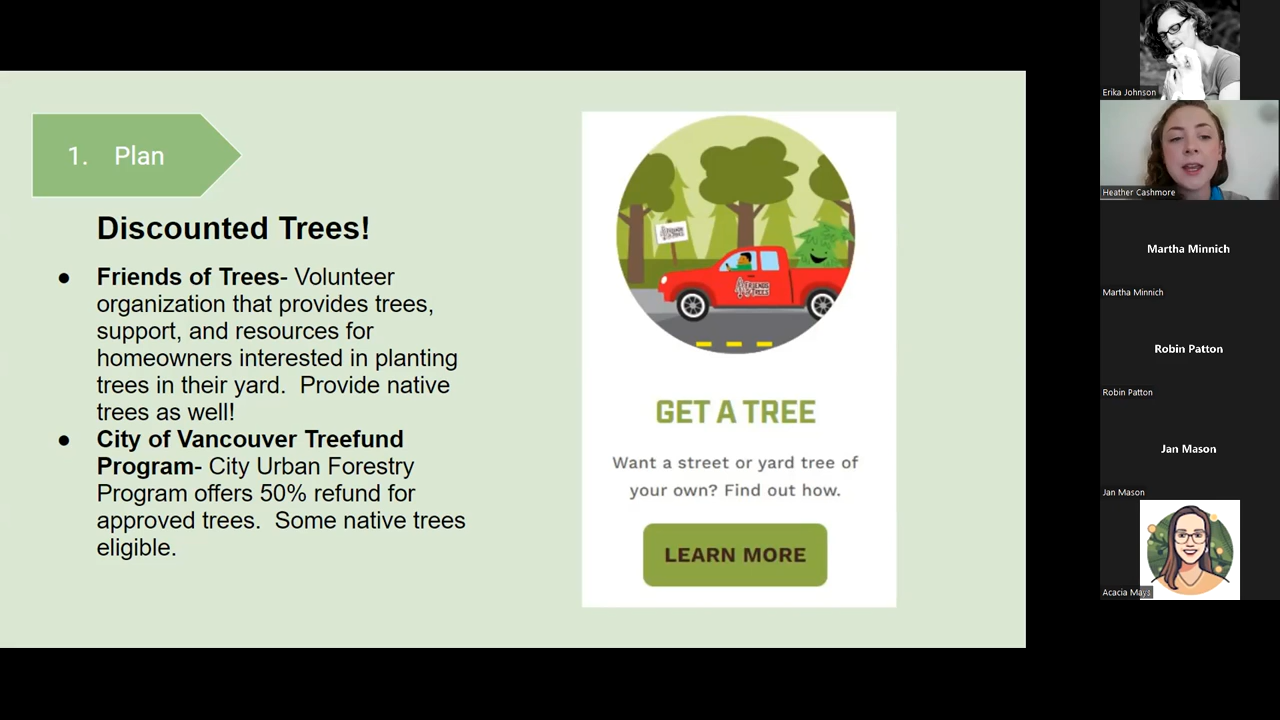 1. Plan
Discounted Trees!
● Friends of Trees- Volunteer
organization that provides trees,
support, and resources for
homeowners interested in planting
trees in their yard.  Provide native
trees as well!
● City of Vancouver Treefund
Program- City Urban Forestry
Program offers 50% refund for
approved trees.  Some native trees
eligible.
FRIENDS
TREES
GET A TREE
Want a street or yard tree of
your own? Find out how.
LEARN MORE
Erika Johnson
Heather Cashmore
Martha Minnich
Martha Minnich
Robin Patton
Robin Patton
Jan Mason
Jan Mason
Acacia Mays